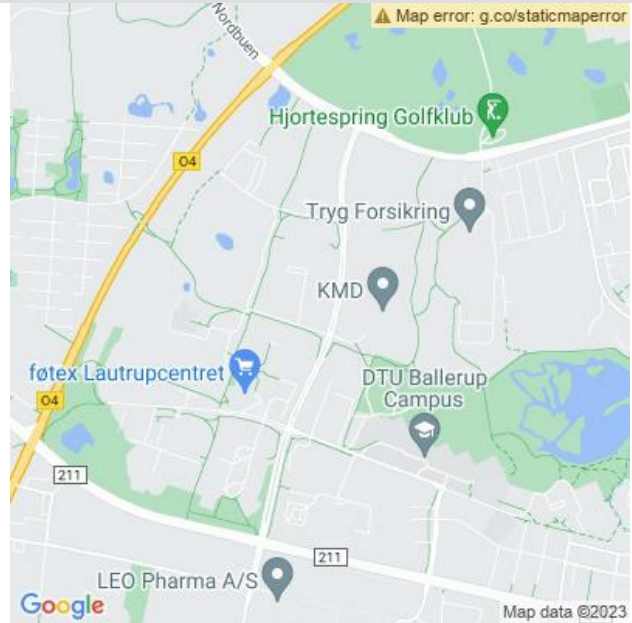 Map error: g.co/staticmaperror
Nordbuen
Hjortespring Golfklub
O4
Tryg Forsikring
KMD
føtex Lautrupcentret
DTU Ballerup
Campus
O4
211
211
LEO Pharma A/S
Google
Map data ©2023